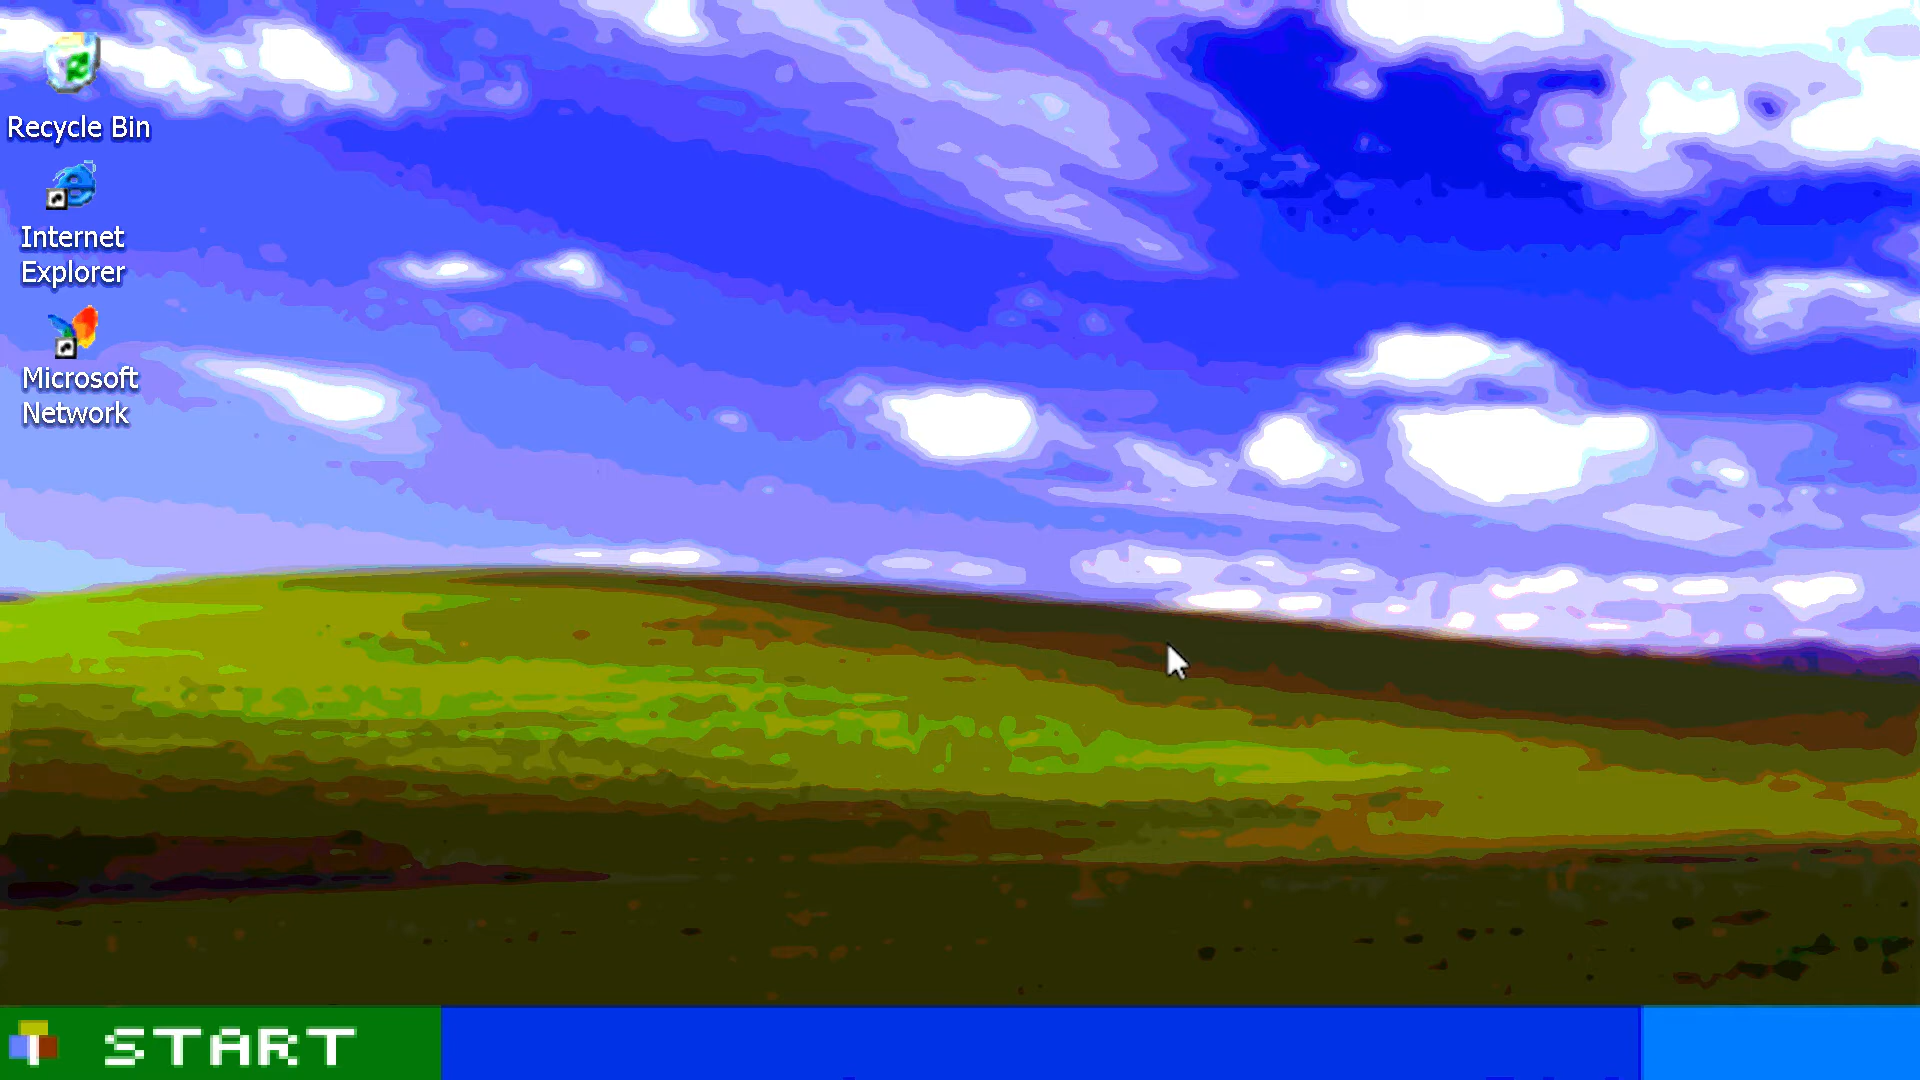 Recycle Bin
Internet
Explorer
Microsoft
Network
START